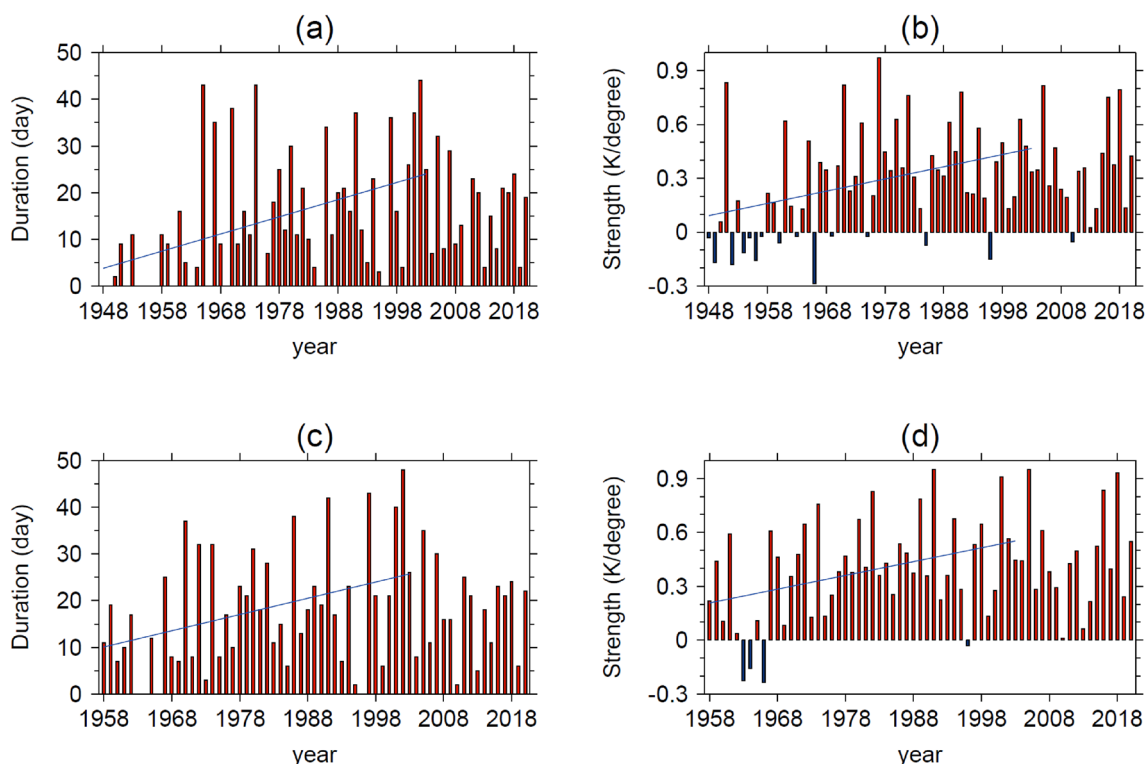 (a)
50
40
30
20
10
0
Duration (day)
1948 1958 1968 1978 1988 1998 2008 2018
year
(b)
0.9
0.6
0.3
0
-0.3
Strength (K/degree)
1948 1958 1968 1978 1988 1998 2008 2018
year
(c)
50
40
30
20
10
0
Duration (day)
1958 1968 1978 1988 1998 2008 2018
year
(d)
0.9
0.6
0.3
0
-0.3
Strength (K/degree)
1958 1968 1978 1988 1998 2008 2018
year